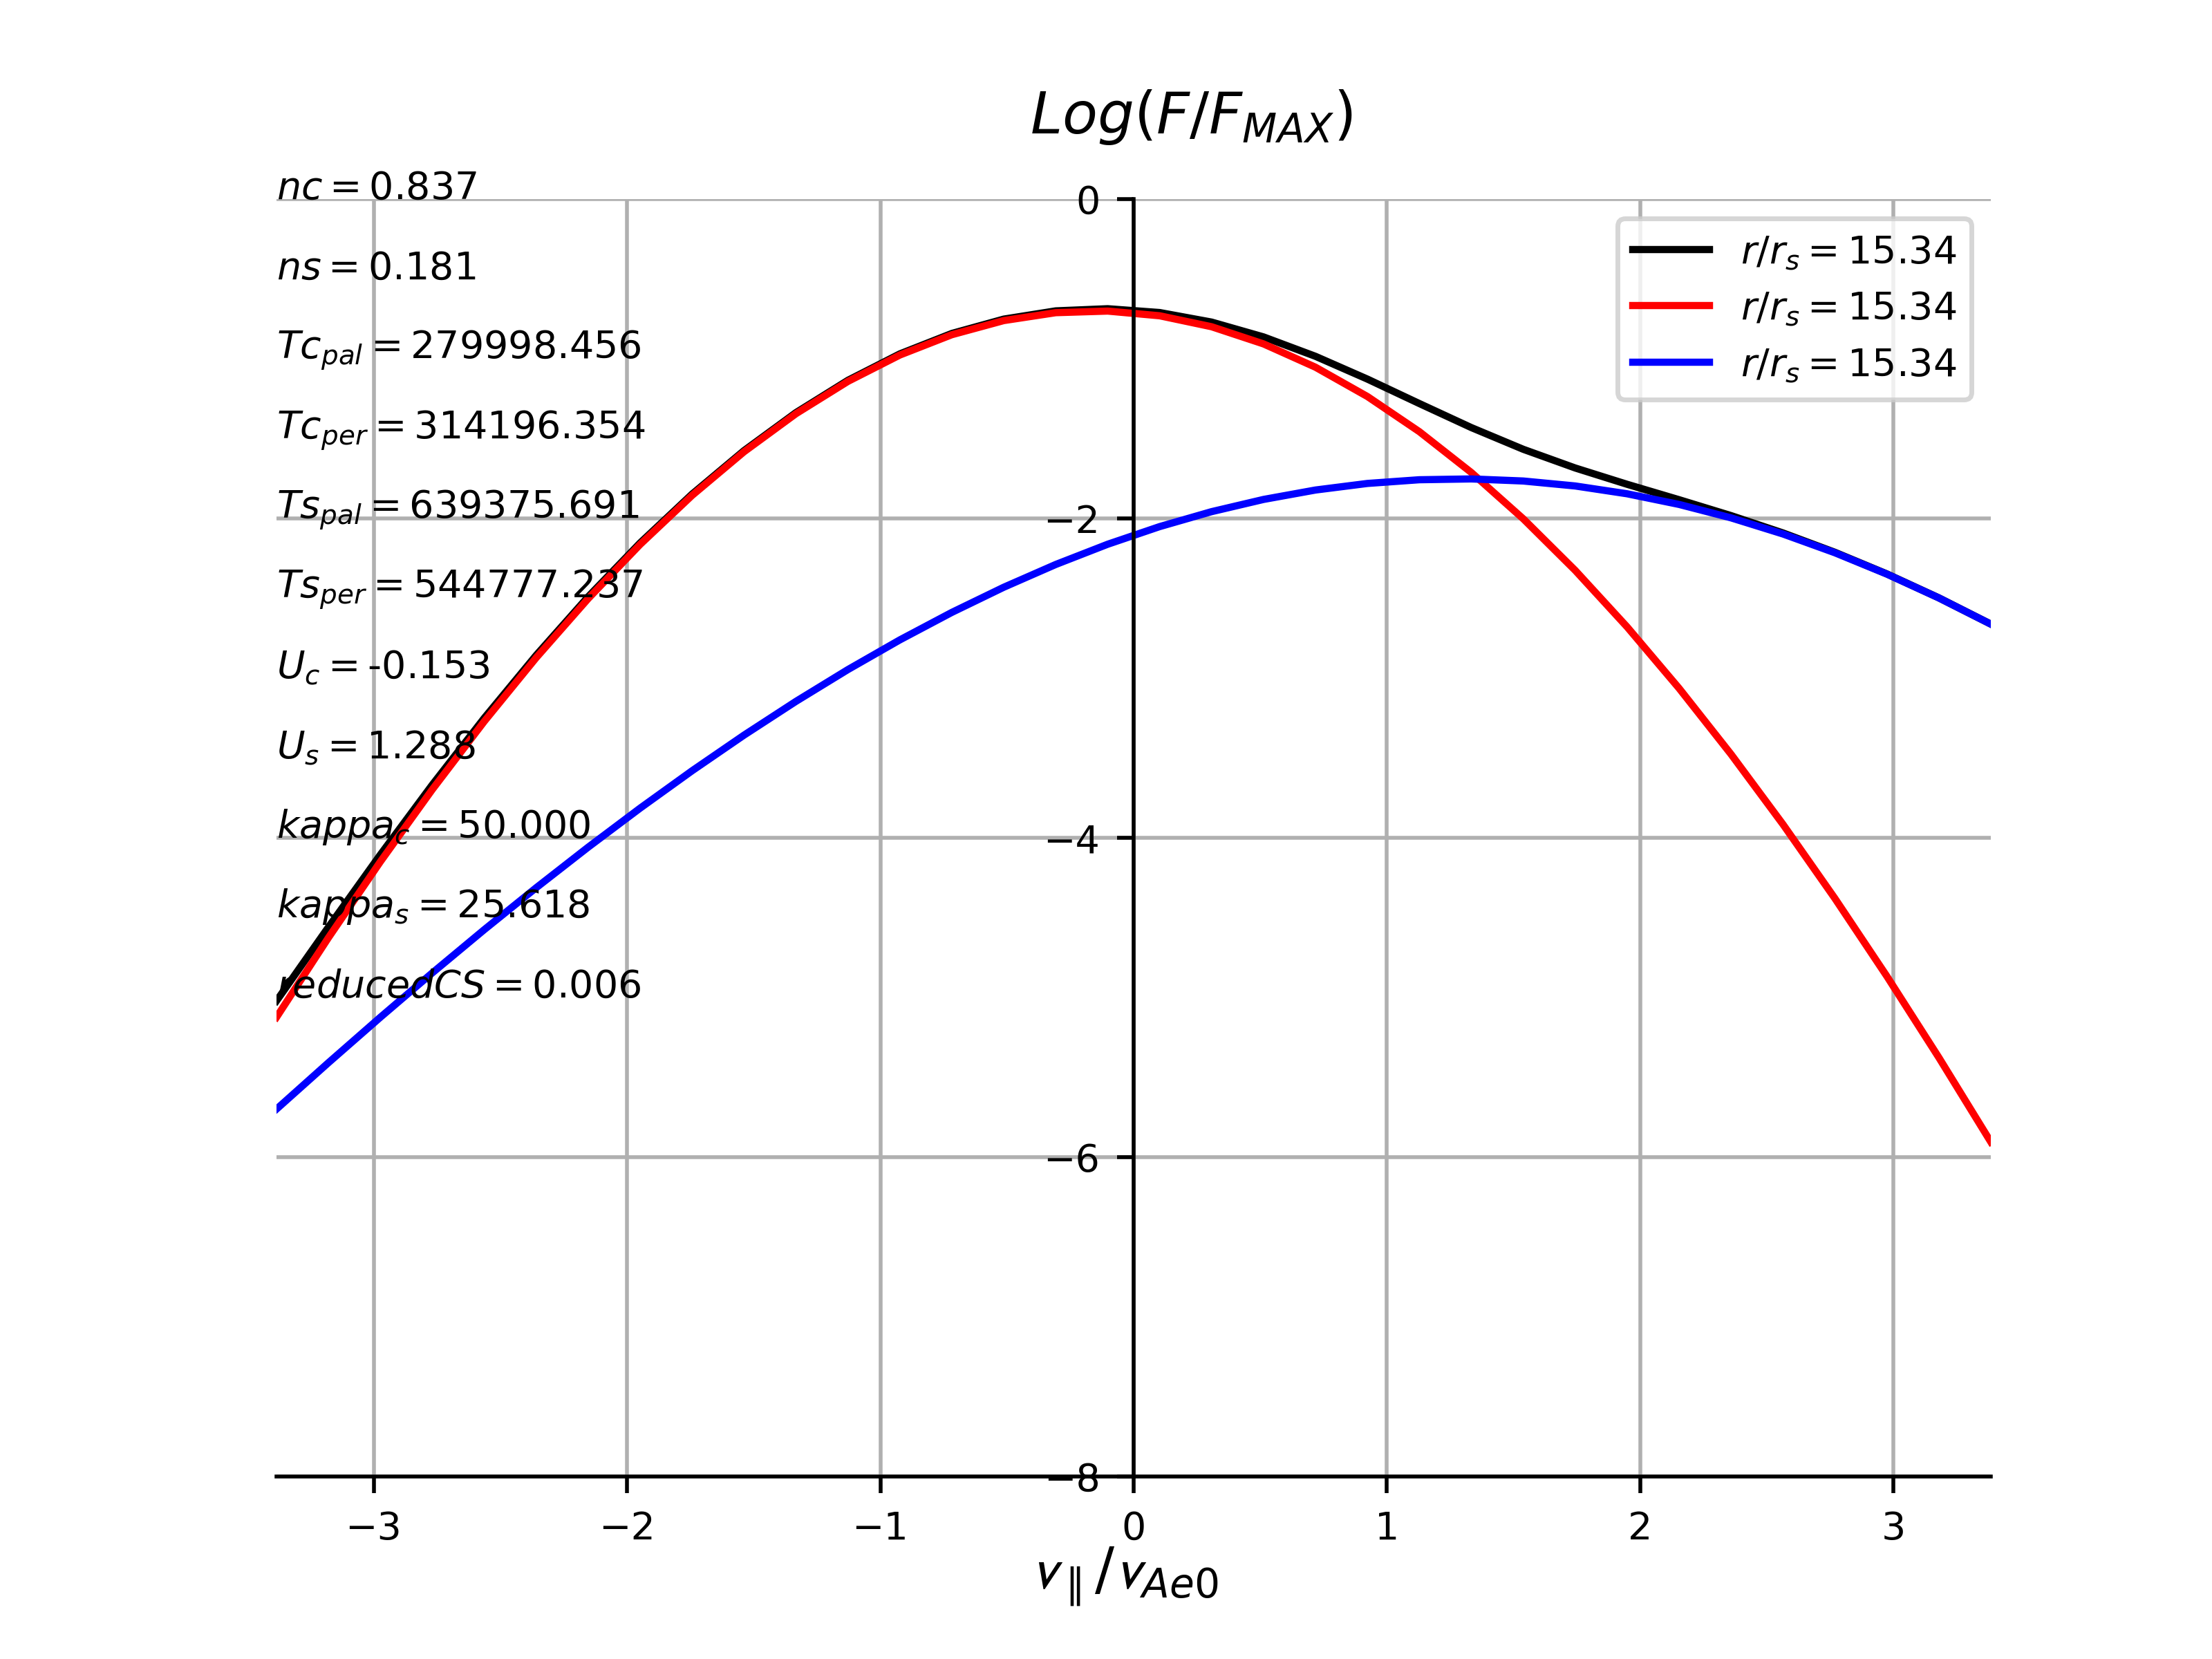 Log(F/F_MAX)
nc = 0.837
ns = 0.181
Tc_pal = 279998.456
Tc_per = 314196.354
Ts_pal = 639375.691
Ts_per = 544777.237
U_c = -0.153
U_s = 1.288
kappa_c = 50.000
kappa_s = 25.618
reducedCS = 0.006
r/r_s = 15.34
r/r_s = 15.34
r/r_s = 15.34
0
−2
−4
−6
−8
−3 −2 −1 0 1 2 3
v_∥/v_Ae0